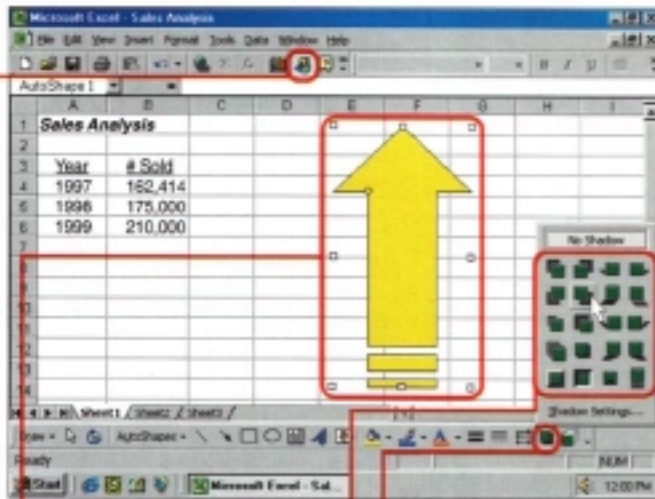 Microsoft Excel - Sales Analysis
File Edit View Insert Format Tools Data Window Help
AutoShape 1 =
A B C D E F G H I
1 Sales Analysis
2
3 Year # Sold
4 1997 162,414
5 1998 175,000
6 1999 210,000
7
8
9
10
11
12
13
14
No Shadow
Shadow Settings...
Sheet1 / Sheet2 / Sheet3 /
Draw AutoShapes
Ready NUM
Start Microsoft Excel - Sal... 12:00 PM